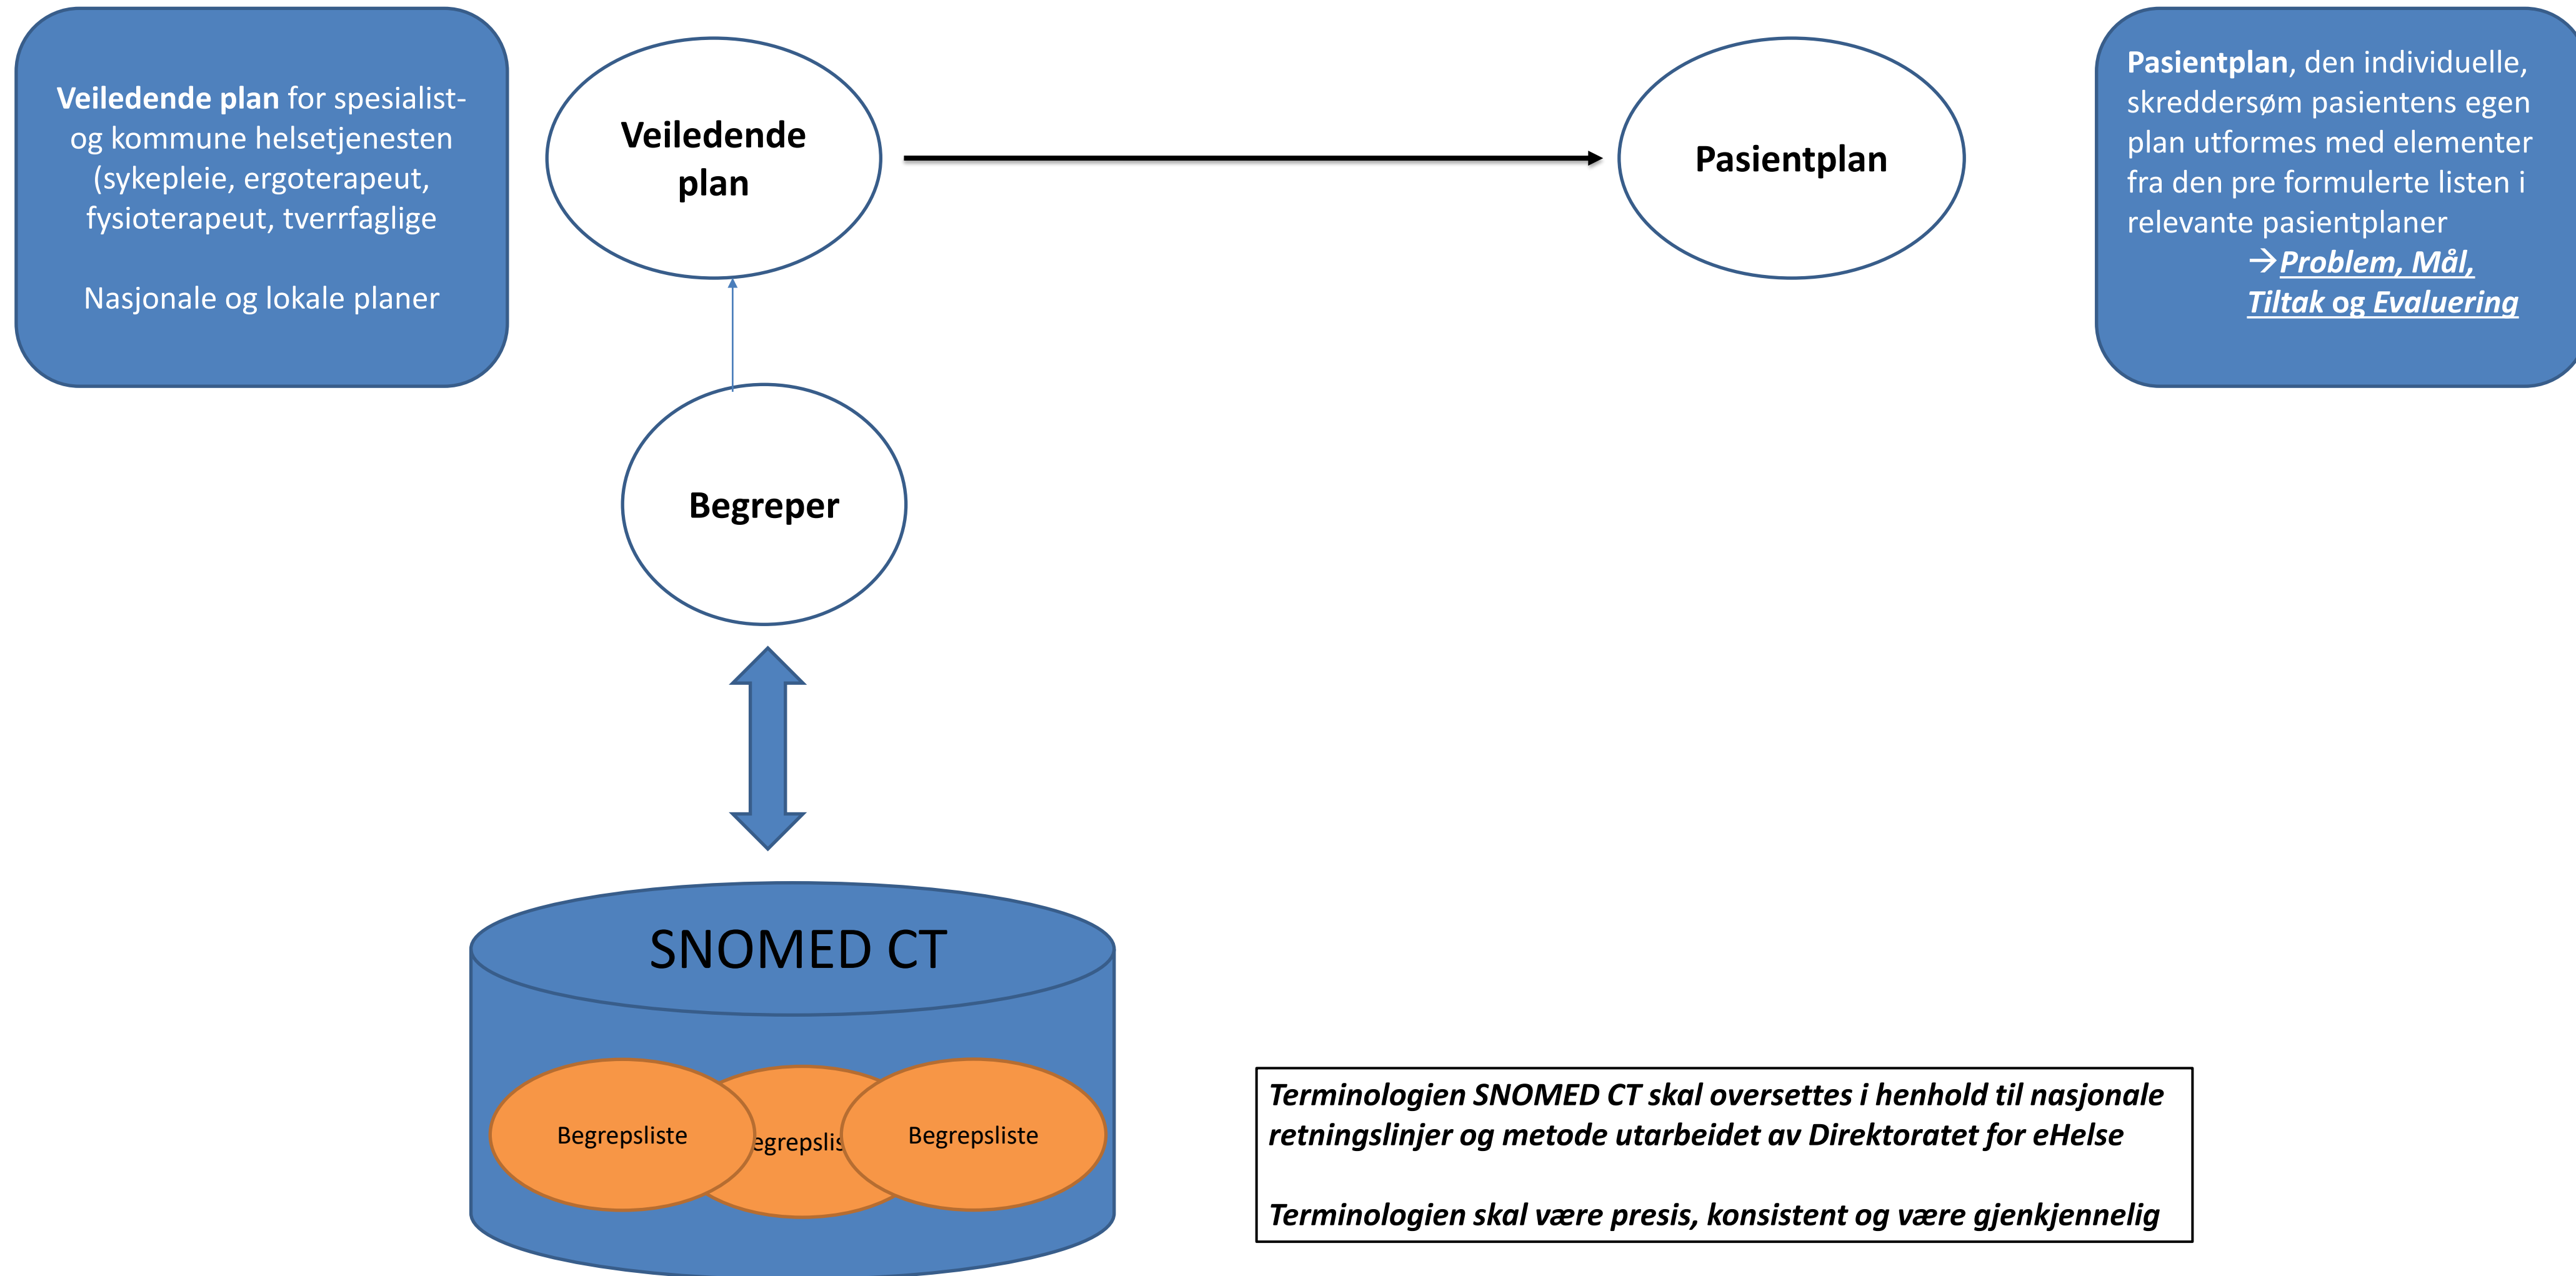 Veiledende plan for spesialist-
og kommune helsetjenesten
(sykepleie, ergoterapeut,
fysioterapeut, tverrfaglige
Nasjonale og lokale planer
Veiledende
plan
Pasientplan
Pasientplan, den individuelle,
skreddersøm pasientens egen
plan utformes med elementer
fra den pre formulerte listen i
relevante pasientplaner
→Problem, Mål,
Tiltak og Evaluering
Begreper
SNOMED CT
Begrepsliste
egrepslis
Begrepsliste
Terminologien SNOMED CT skal oversettes i henhold til nasjonale
retningslinjer og metode utarbeidet av Direktoratet for eHelse
Terminologien skal være presis, konsistent og være gjenkjennelig